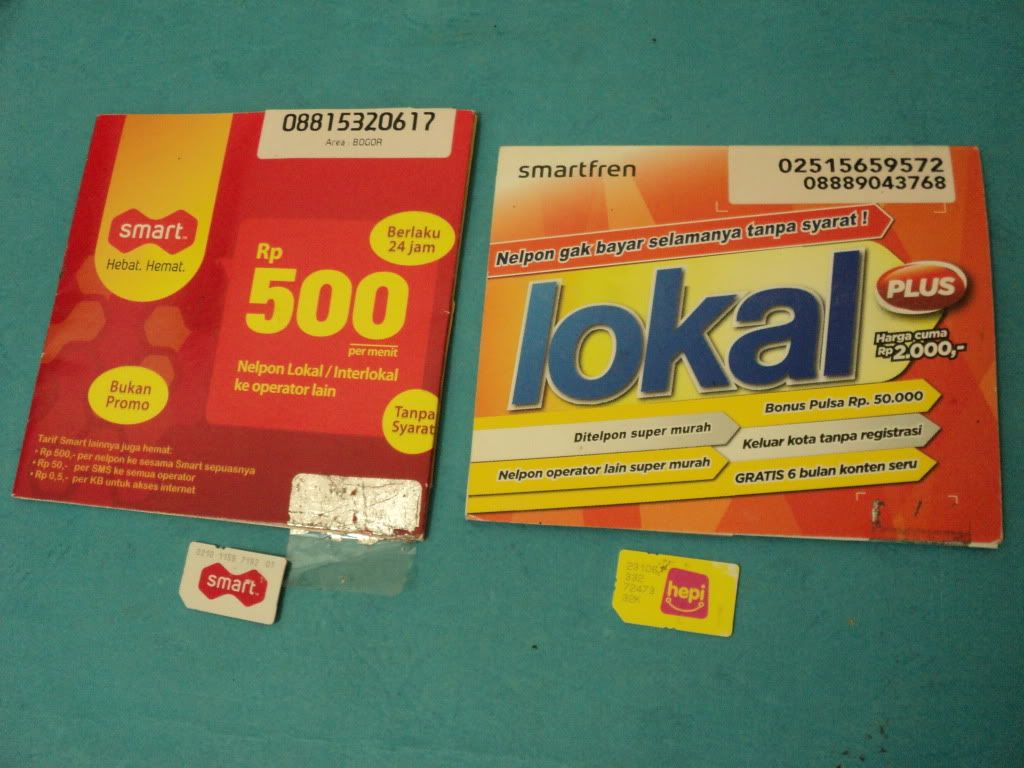 08815320617
Area : BOGOR
smart
Hebat. Hemat.
Berlaku
24 jam
Rp
500
per menit
Nelpon Lokal / Interlokal
ke operator lain
Bukan
Promo
Tanpa
Syarat
Tarif Smart lainnya juga hemat:
• Rp 500,- per nelpon ke sesama Smart sepuasnya
• Rp 50,- per SMS ke semua operator
• Rp 0,5,- per KB untuk akses internet
smartfren
02515659572
08889043768
Nelpon gak bayar selamanya tanpa syarat !
lokal
PLUS
Harga cuma
Rp2.000,-
Bonus Pulsa Rp. 50.000
Ditelpon super murah
Keluar kota tanpa registrasi
Nelpon operator lain super murah
GRATIS 6 bulan konten seru
smart
332
72473
32K
hepi